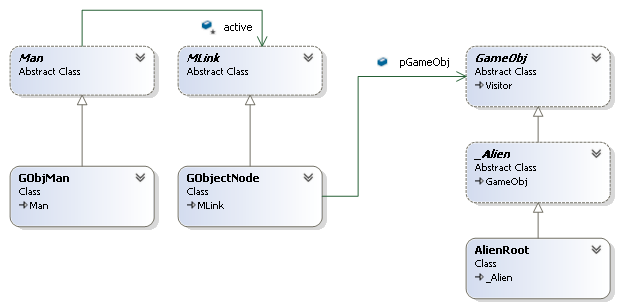 active
Man
Abstract Class
MLink
Abstract Class
pGameObj
GameObj
Abstract Class
Visitor
_Alien
Abstract Class
GameObj
GObjMan
Class
Man
GObjectNode
Class
MLink
AlienRoot
Class
_Alien